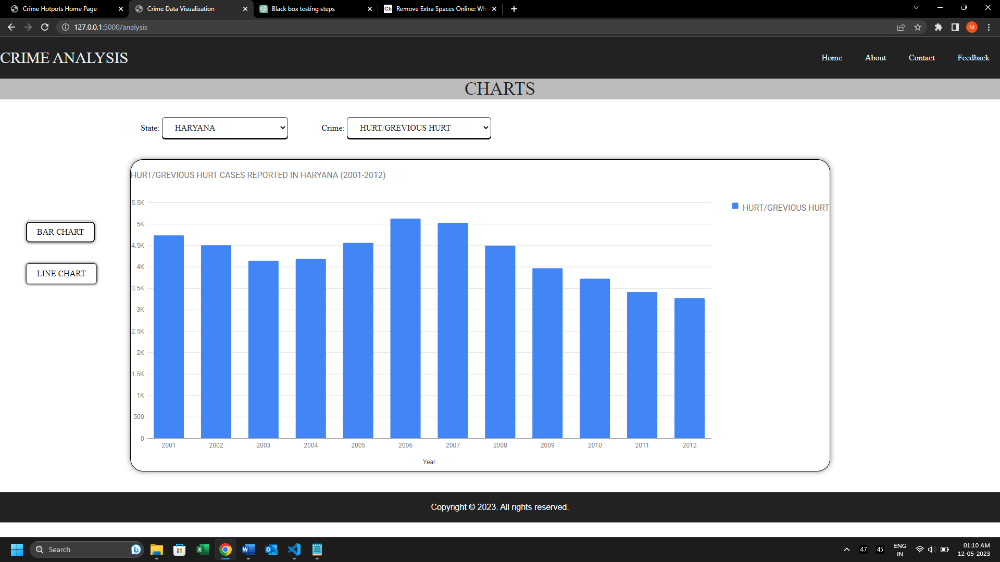 Crime Hotpots Home Page
Crime Data Visualization
Black box testing steps
Cb Remove Extra Spaces Online: Wh
127.0.0.1:5000/analysis
M
CRIME ANALYSIS
Home About Contact Feedback
CHARTS
State: HARYANA
Crime: HURT/GREVIOUS HURT
BAR CHART
LINE CHART
HURT/GREVIOUS HURT CASES REPORTED IN HARYANA (2001-2012)
HURT/GREVIOUS HURT
5.5K
5K
4.5K
4K
3.5K
3K
2.5K
2K
1.5K
1K
500
0
2001 2002 2003 2004 2005 2006 2007 2008 2009 2010 2011 2012
Year
Copyright © 2023. All rights reserved.
Search
47
45
ENG
IN
01:10 AM
12-05-2023